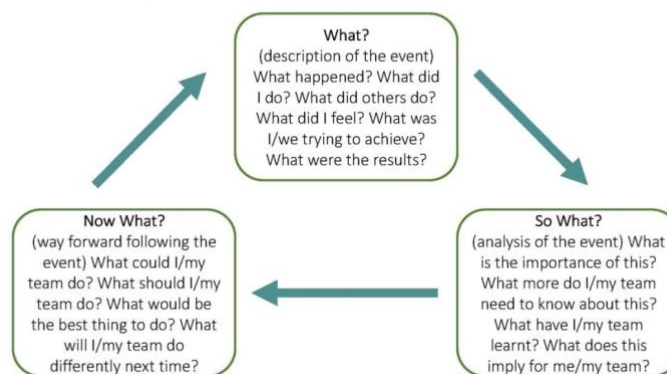 What?
(description of the event)
What happened? What did
I do? What did others do?
What did I feel? What was
I/we trying to achieve?
What were the results?
So What?
(analysis of the event) What
is the importance of this?
What more do I/my team
need to know about this?
What have I/my team
learnt? What does this
imply for me/my team?
Now What?
(way forward following the
event) What could I/my
team do? What should I/my
team do? What would be
the best thing to do? What
will I/my team do
differently next time?